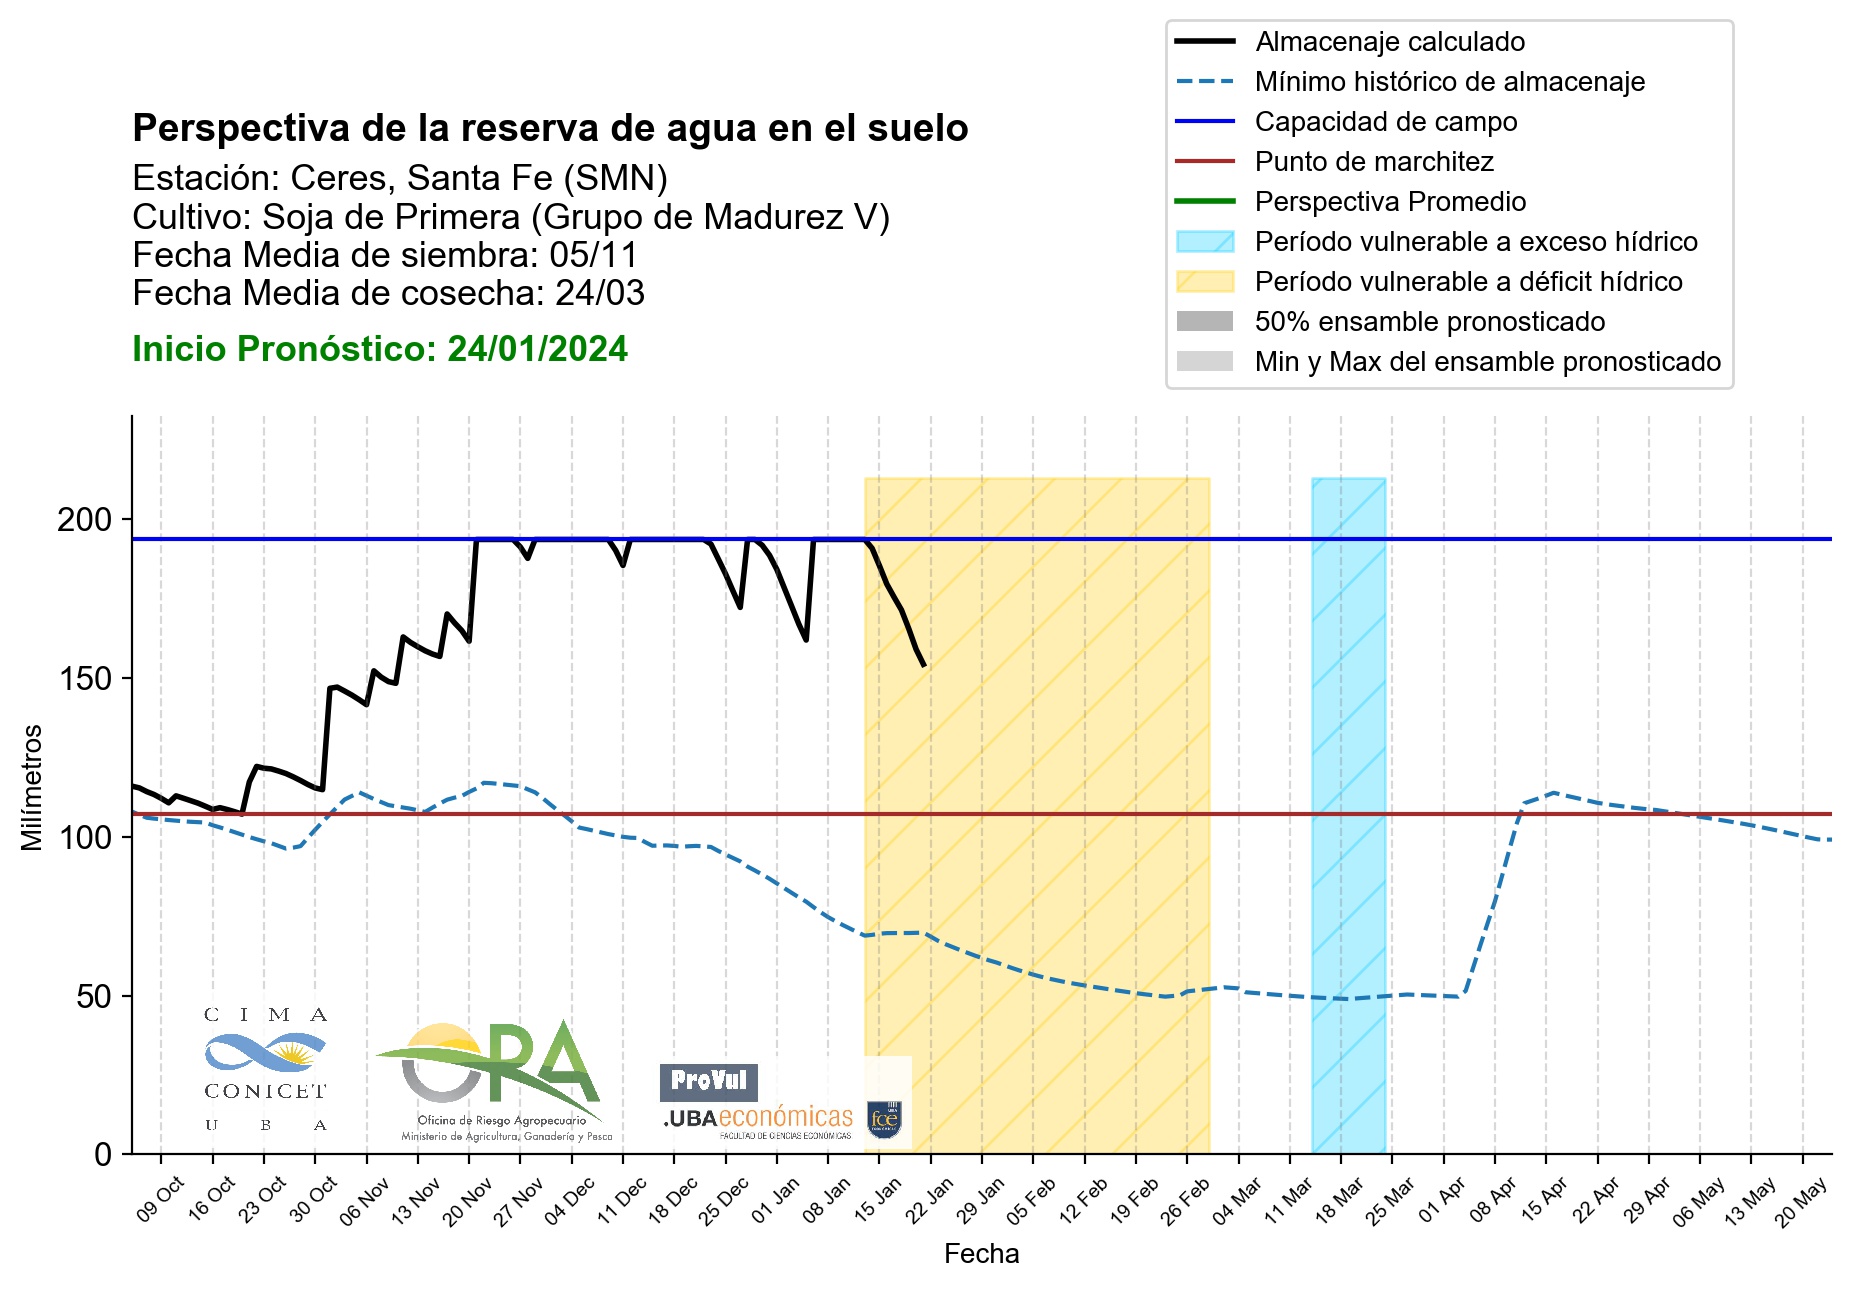 Almacenaje calculado
Mínimo histórico de almacenaje
Capacidad de campo
Punto de marchitez
Perspectiva Promedio
Período vulnerable a exceso hídrico
Período vulnerable a déficit hídrico
50% ensamble pronosticado
Min y Max del ensamble pronosticado
Perspectiva de la reserva de agua en el suelo
Estación: Ceres, Santa Fe (SMN)
Cultivo: Soja de Primera (Grupo de Madurez V)
Fecha Media de siembra: 05/11
Fecha Media de cosecha: 24/03
Inicio Pronóstico: 24/01/2024
Milímetros
200
150
100
50
0
CIMA
CONICET
UBA
OPA
Oficina de Riesgo Agropecuario
Ministerio de Agricultura, Ganadería y Pesca
ProVul
.UBAeconómicas
FACULTAD DE CIENCIAS ECONÓMICAS
UBA
fce
09 Oct
16 Oct
23 Oct
30 Oct
06 Nov
13 Nov
20 Nov
27 Nov
04 Dec
11 Dec
18 Dec
25 Dec
01 Jan
08 Jan
15 Jan
22 Jan
29 Jan
05 Feb
12 Feb
19 Feb
26 Feb
04 Mar
11 Mar
18 Mar
25 Mar
01 Apr
08 Apr
15 Apr
22 Apr
29 Apr
06 May
13 May
20 May
Fecha